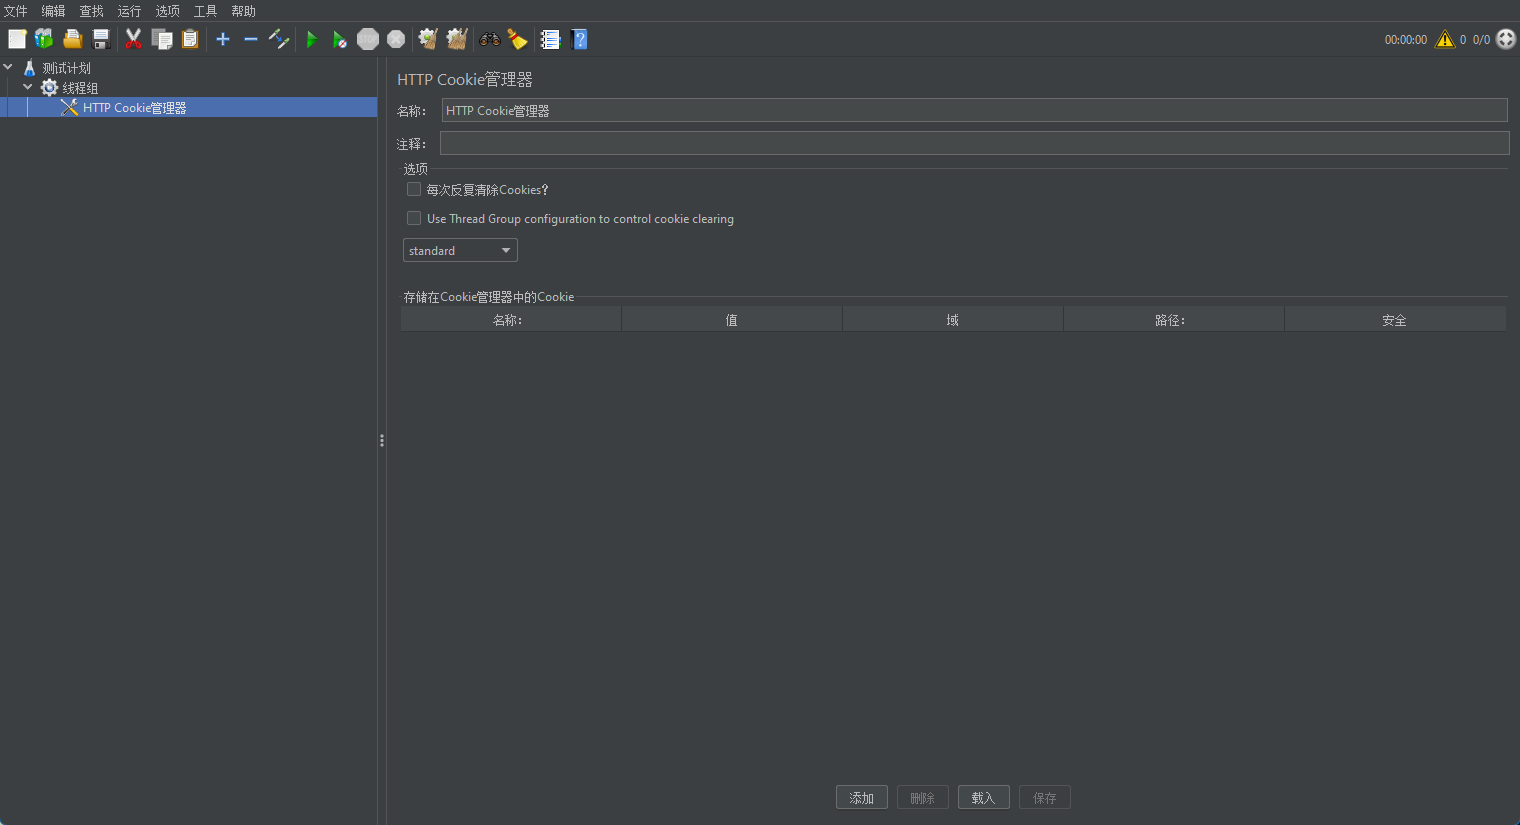 文件 编辑 查找 运行 选项 工具 帮助
00:00:00 0 0/0
测试计划
线程组
HTTP Cookie管理器
HTTP Cookie管理器
名称： HTTP Cookie管理器
注释：
选项
每次反复清除Cookies?
Use Thread Group configuration to control cookie clearing
standard
存储在Cookie管理器中的Cookie
名称： 值 域 路径： 安全
添加 删除 载入 保存